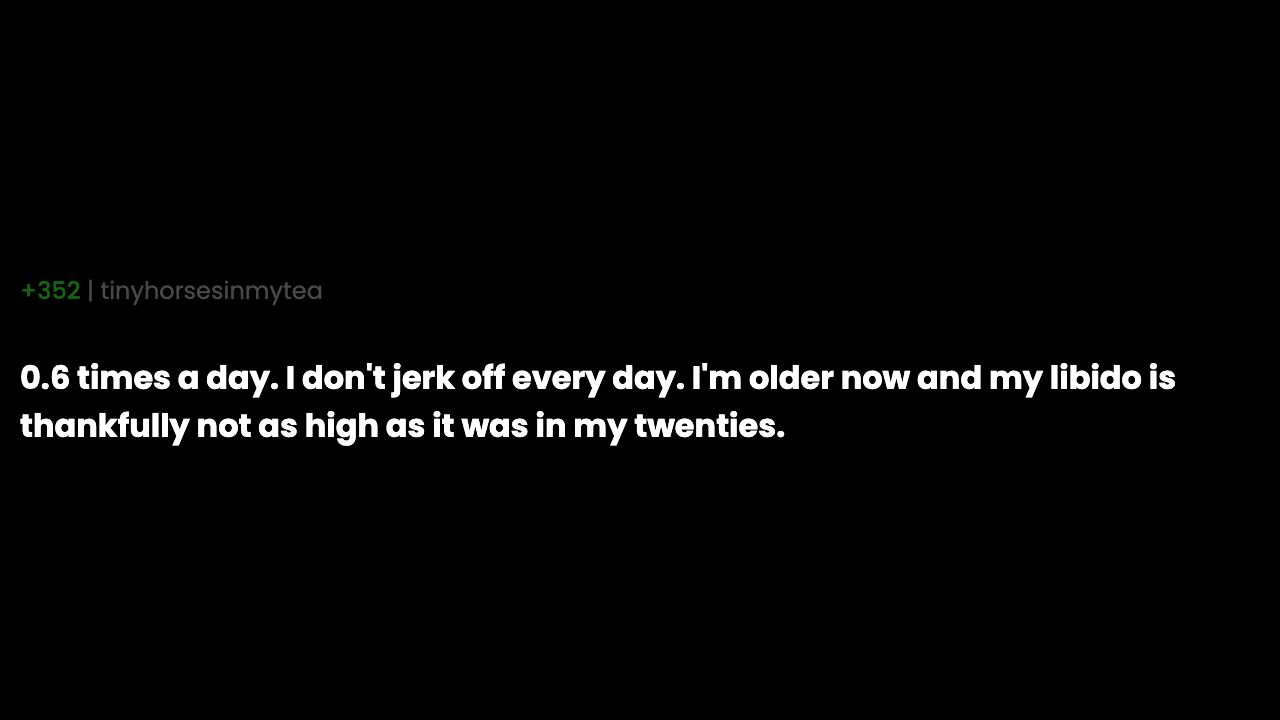 +352 | tinyhorsesinmytea
0.6 times a day. I don't jerk off every day. I'm older now and my libido is
thankfully not as high as it was in my twenties.